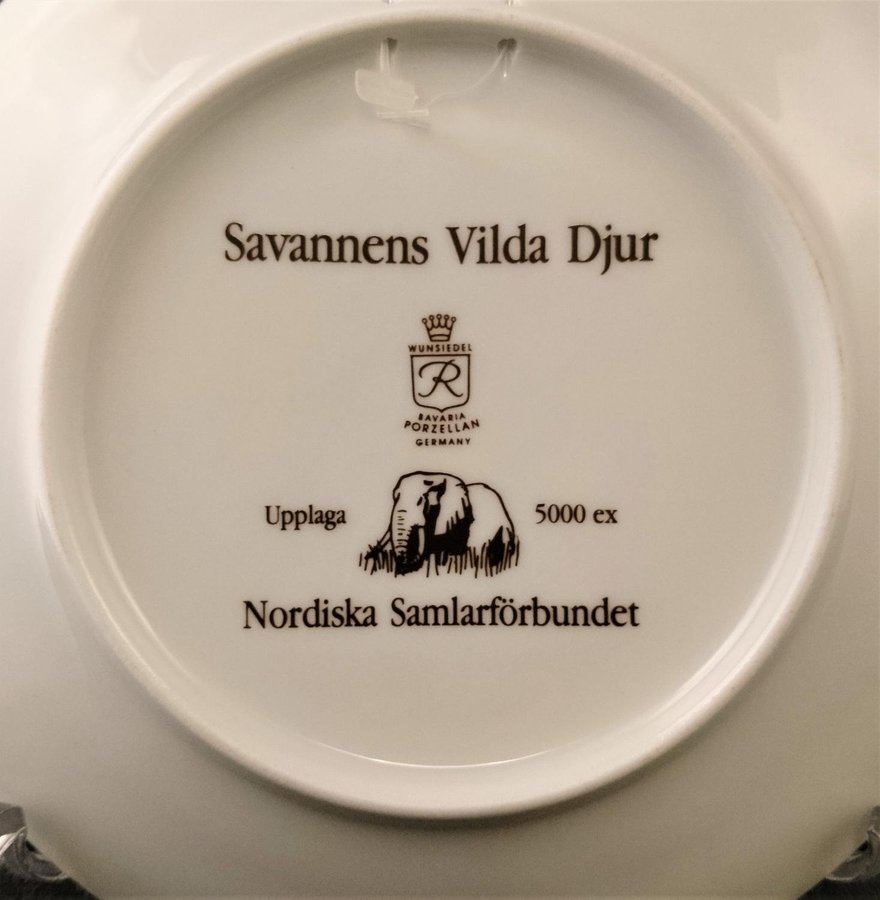 Savannens Vilda Djur
WUNSIEDEL
R
BAVARIA
PORZELLAN
GERMANY
Upplaga 5000 ex
Nordiska Samlarförbundet